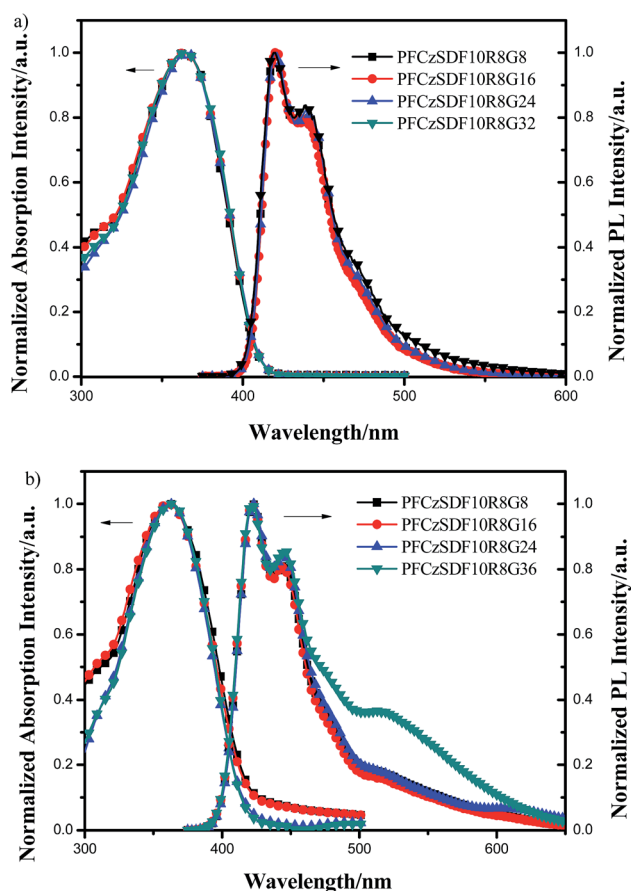 a)
1.0
0.8
0.6
0.4
0.2
0.0
Normalized Absorption Intensity/a.u.
PFCzSDF10R8G8
PFCzSDF10R8G16
PFCzSDF10R8G24
PFCzSDF10R8G32
1.0
0.8
0.6
0.4
0.2
0.0
Normalized PL Intensity/a.u.
300 400 500 600
Wavelength/nm
b)
1.0
0.8
0.6
0.4
0.2
0.0
Normalized Absorption Intensity/a.u.
PFCzSDF10R8G8
PFCzSDF10R8G16
PFCzSDF10R8G24
PFCzSDF10R8G36
1.0
0.8
0.6
0.4
0.2
0.0
Normalized PL Intensity/a.u.
300 400 500 600
Wavelength/nm